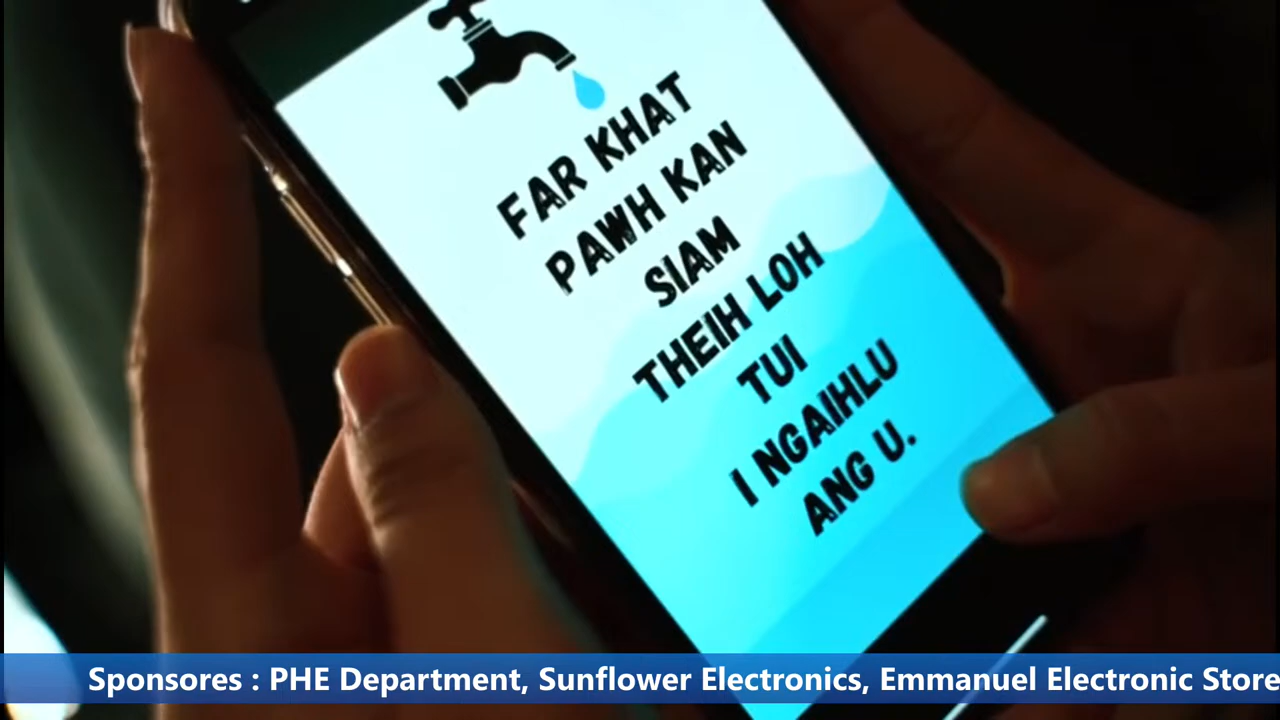 FAR KHAT
PAWH KAN
SIAM
THEIH LOH
TUI
I NGAIHLU
ANG U.
Sponsores : PHE Department, Sunflower Electronics, Emmanuel Electronic Store